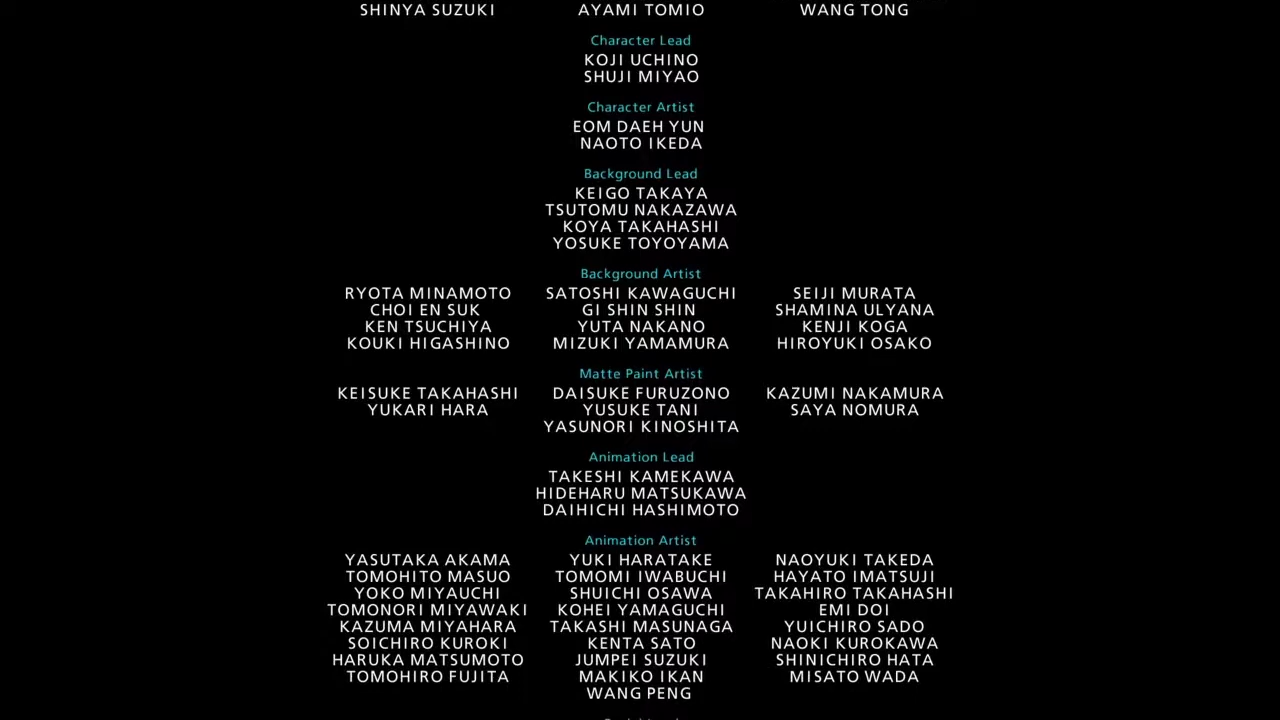 SHINYA SUZUKI AYAMI TOMIO WANG TONG
Character Lead
KOJI UCHINO
SHUJI MIYAO
Character Artist
EOM DAEH YUN
NAOTO IKEDA
Background Lead
KEIGO TAKAYA
TSUTOMU NAKAZAWA
KOYA TAKAHASHI
YOSUKE TOYOYAMA
Background Artist
RYOTA MINAMOTO SATOSHI KAWAGUCHI SEIJI MURATA
CHOI EN SUK GI SHIN SHIN SHAMINA ULYANA
KEN TSUCHIYA YUTA NAKANO KENJI KOGA
KOUKI HIGASHINO MIZUKI YAMAMURA HIROYUKI OSAKO
Matte Paint Artist
KEISUKE TAKAHASHI DAISUKE FURUZONO KAZUMI NAKAMURA
YUKARI HARA YUSUKE TANI SAYA NOMURA
YASUNORI KINOSHITA
Animation Lead
TAKESHI KAMEKAWA
HIDEHARU MATSUKAWA
DAIHICHI HASHIMOTO
Animation Artist
YASUTAKA AKAMA YUKI HARATAKE NAOYUKI TAKEDA
TOMOHITO MASUO TOMOMI IWABUCHI HAYATO IMATSUJI
YOKO MIYAUCHI SHUICHI OSAWA TAKAHIRO TAKAHASHI
TOMONORI MIYAWAKI KOHEI YAMAGUCHI EMI DOI
KAZUMA MIYAHARA TAKASHI MASUNAGA YUICHIRO SADO
SOICHIRO KUROKI KENTA SATO NAOKI KUROKAWA
HARUKA MATSUMOTO JUMPEI SUZUKI SHINICHIRO HATA
TOMOHIRO FUJITA MAKIKO IKAN MISATO WADA
WANG PENG